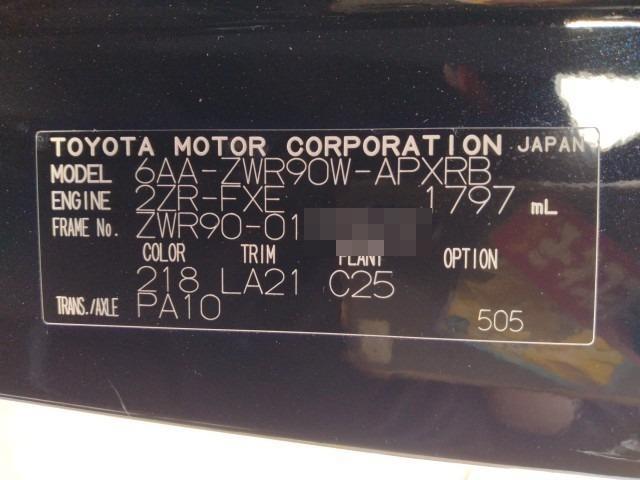 TOYOTA MOTOR CORPORATION JAPAN
MODEL 6AA-ZWR90W-APXRB
ENGINE 2ZR-FXE 1797 mL
FRAME No. ZWR90-01
COLOR TRIM PLANT OPTION
218 LA21 C25
TRANS./AXLE PA10
505